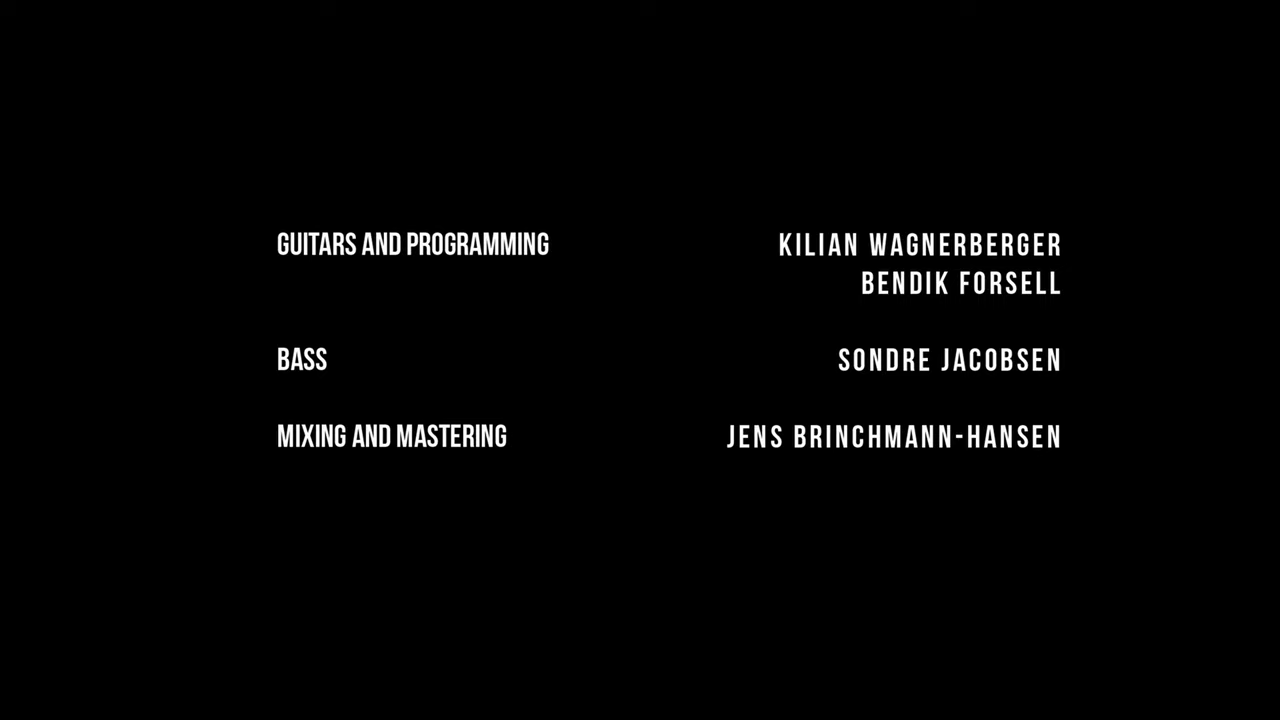 GUITARS AND PROGRAMMING KILIAN WAGNERBERGER
BENDIK FORSELL
BASS SONDRE JACOBSEN
MIXING AND MASTERING JENS BRINCHMANN-HANSEN